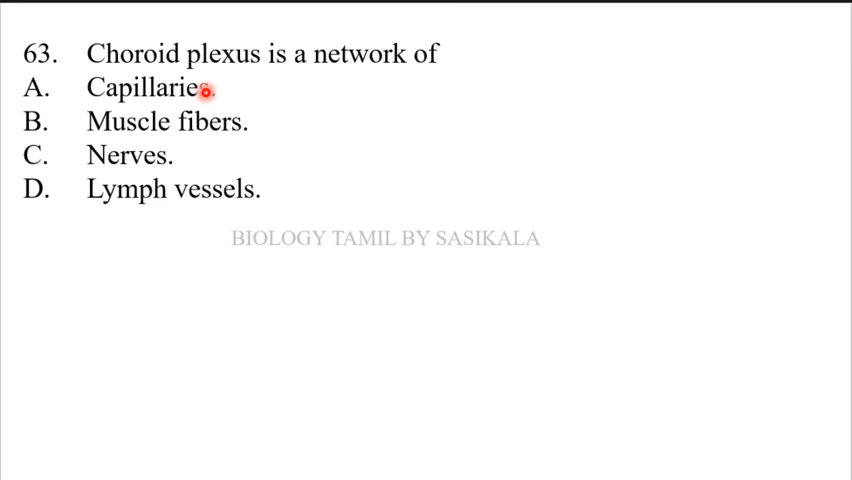 63. Choroid plexus is a network of
A. Capillaries.
B. Muscle fibers.
C. Nerves.
D. Lymph vessels.
BIOLOGY TAMIL BY SASIKALA